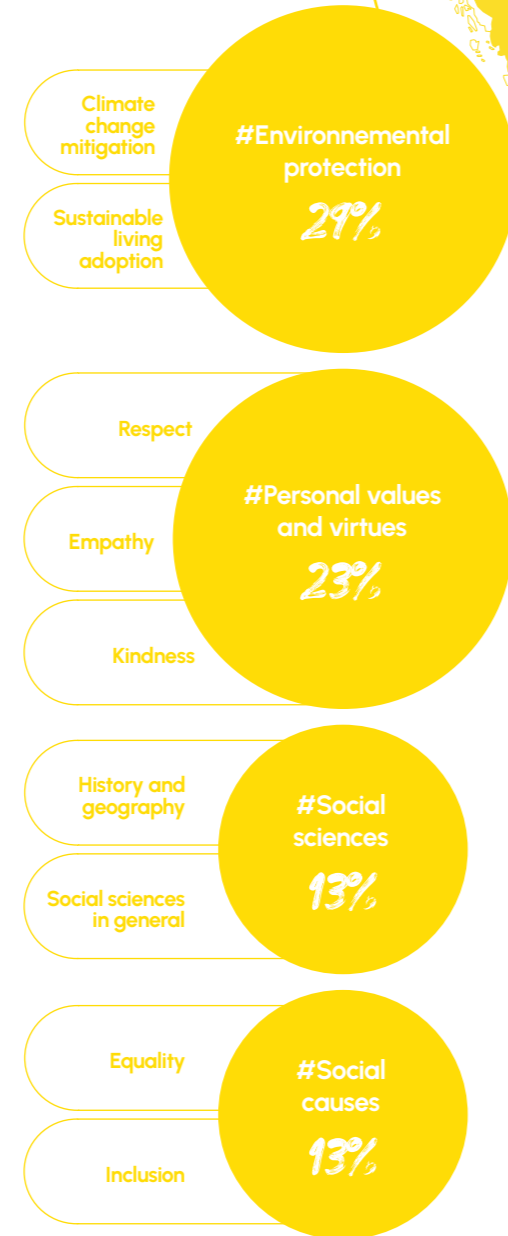 Climate
change
mitigation
Sustainable
living
adoption
#Environnemental
protection
29%
Respect
Empathy
Kindness
#Personal values
and virtues
23%
History and
geography
Social sciences
in general
#Social
sciences
13%
Equality
Inclusion
#Social
causes
13%